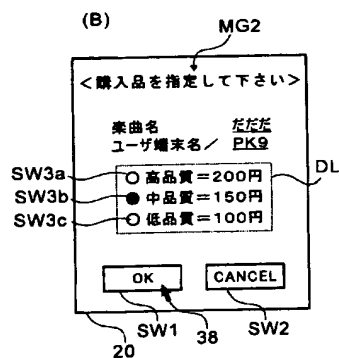 (B)
MG2
<購入品を指定して下さい>
楽曲名 だだだ
ユーザ端末名／ PK9
SW3a ○ 高品質=200円 DL
SW3b ● 中品質=150円
SW3c ○ 低品質=100円
OK CANCEL
20 SW1 38 SW2